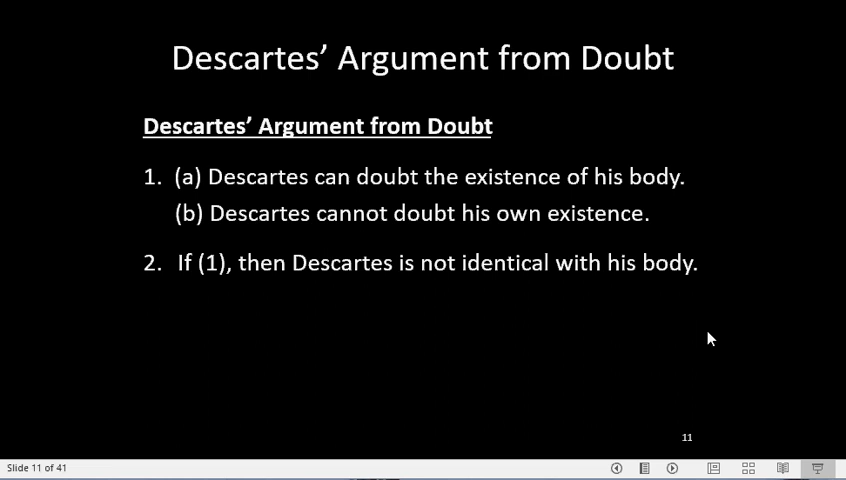 Descartes’ Argument from Doubt
Descartes’ Argument from Doubt
1. (a) Descartes can doubt the existence of his body.
(b) Descartes cannot doubt his own existence.
2. If (1), then Descartes is not identical with his body.
11
Slide 11 of 41